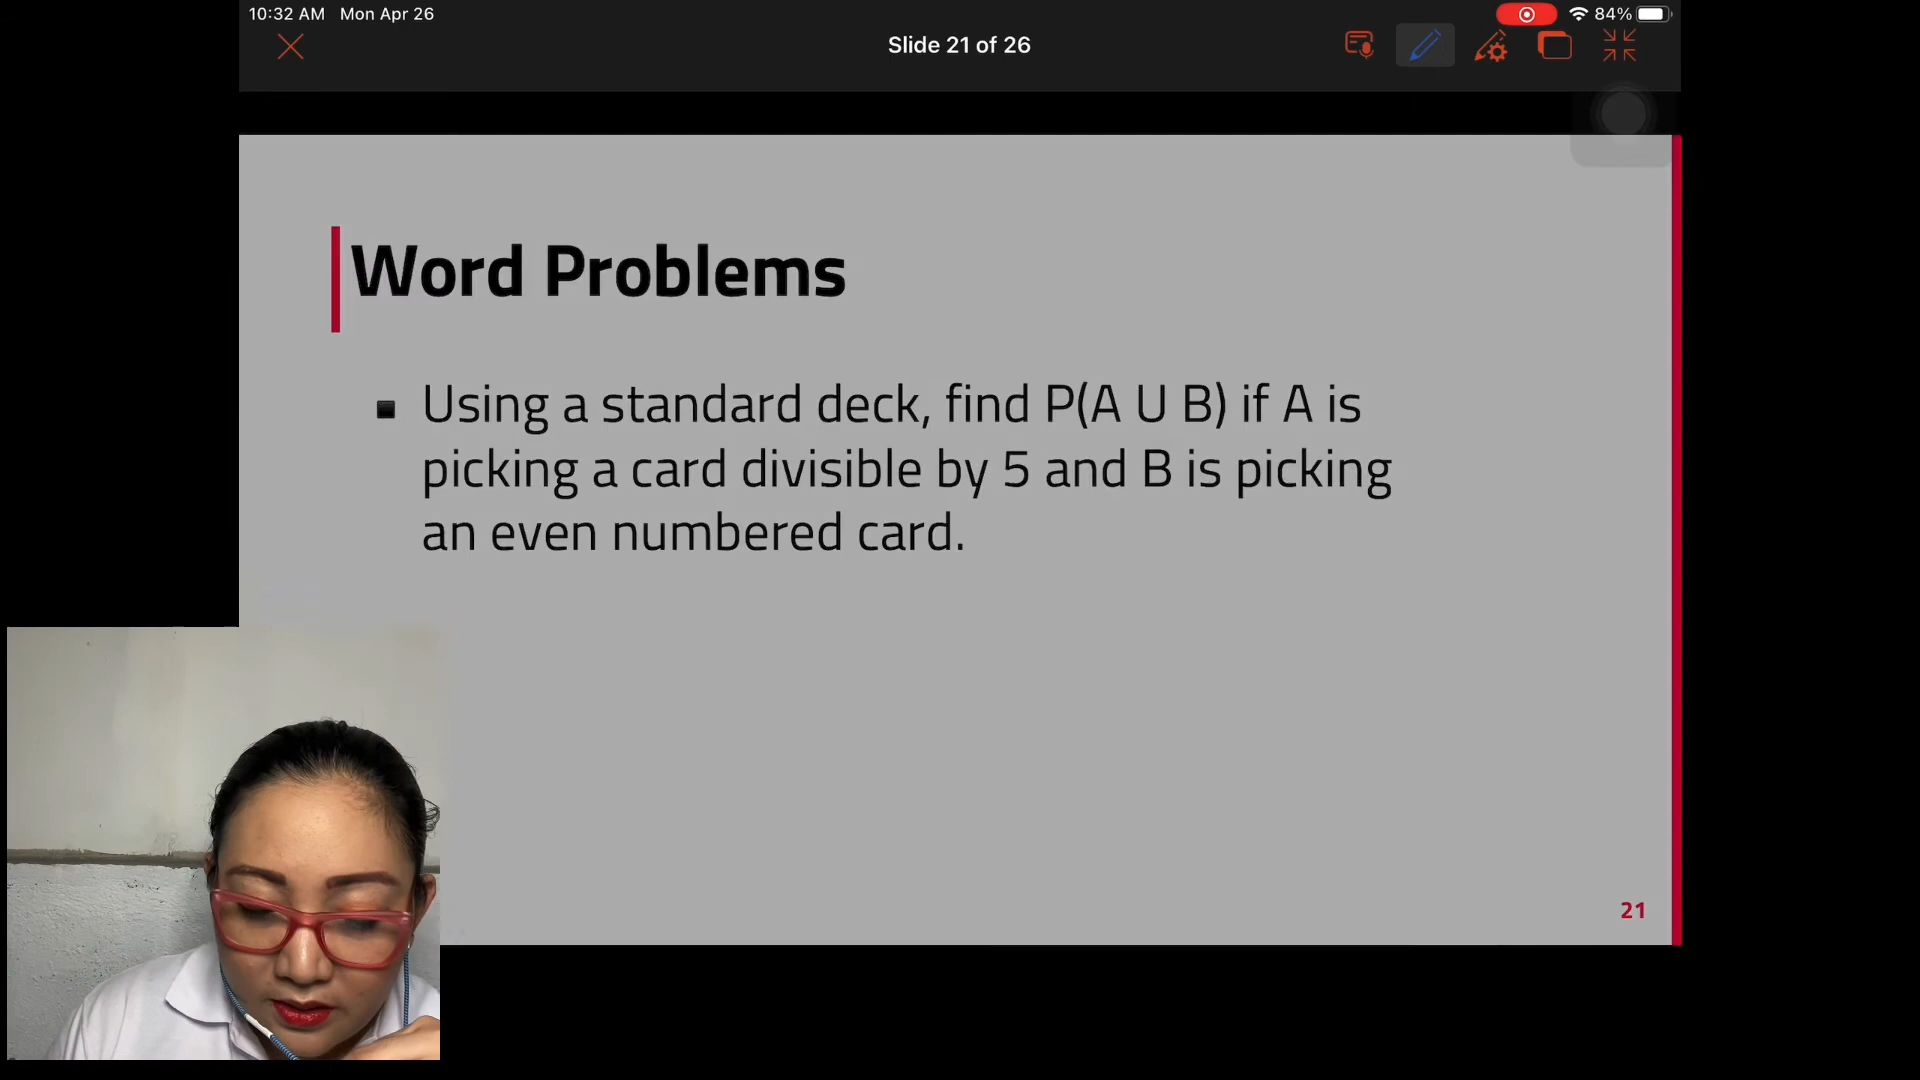 10:32 AM Mon Apr 26
84%
Slide 21 of 26
Word Problems
Using a standard deck, find P(A U B) if A is
picking a card divisible by 5 and B is picking
an even numbered card.
21